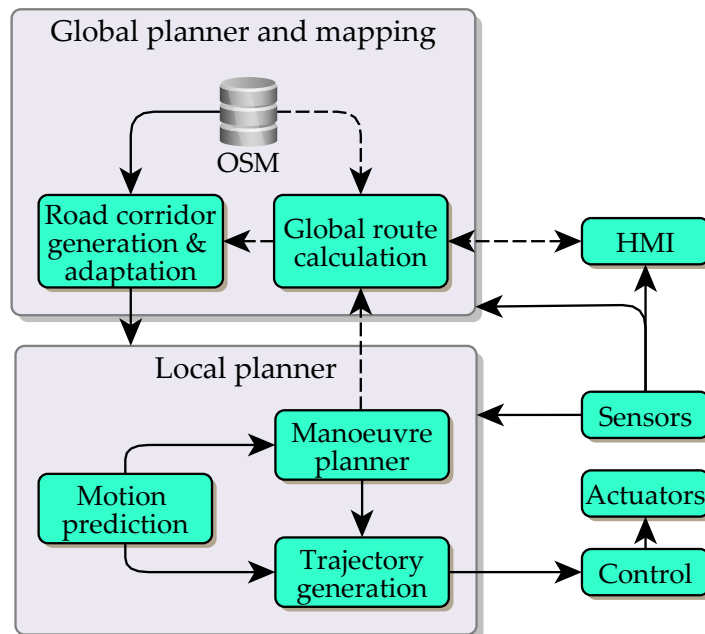 Global planner and mapping
OSM
Road corridor
generation &
adaptation
Global route
calculation
HMI
Local planner
Manoeuvre
planner
Sensors
Motion
prediction
Actuators
Trajectory
generation
Control